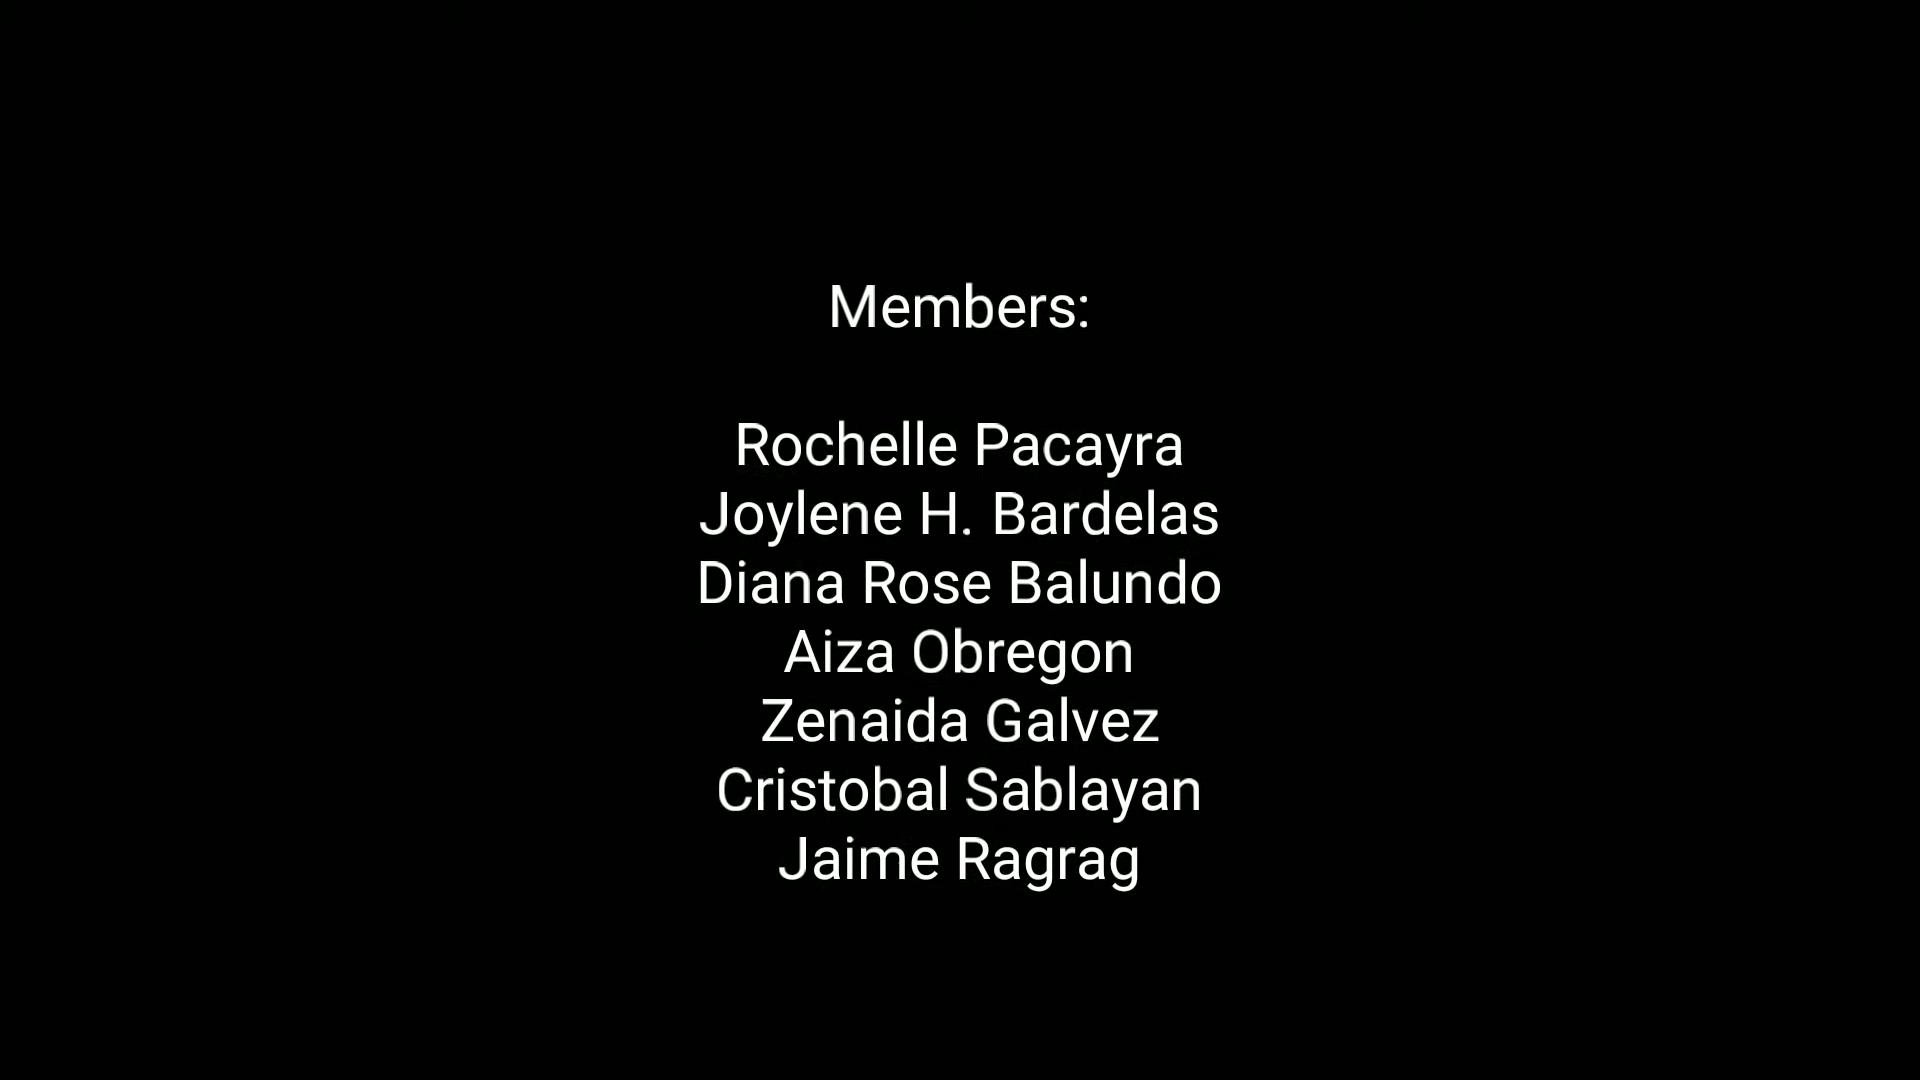 Members:
Rochelle Pacayra
Joylene H. Bardelas
Diana Rose Balundo
Aiza Obregon
Zenaida Galvez
Cristobal Sablayan
Jaime Ragrag